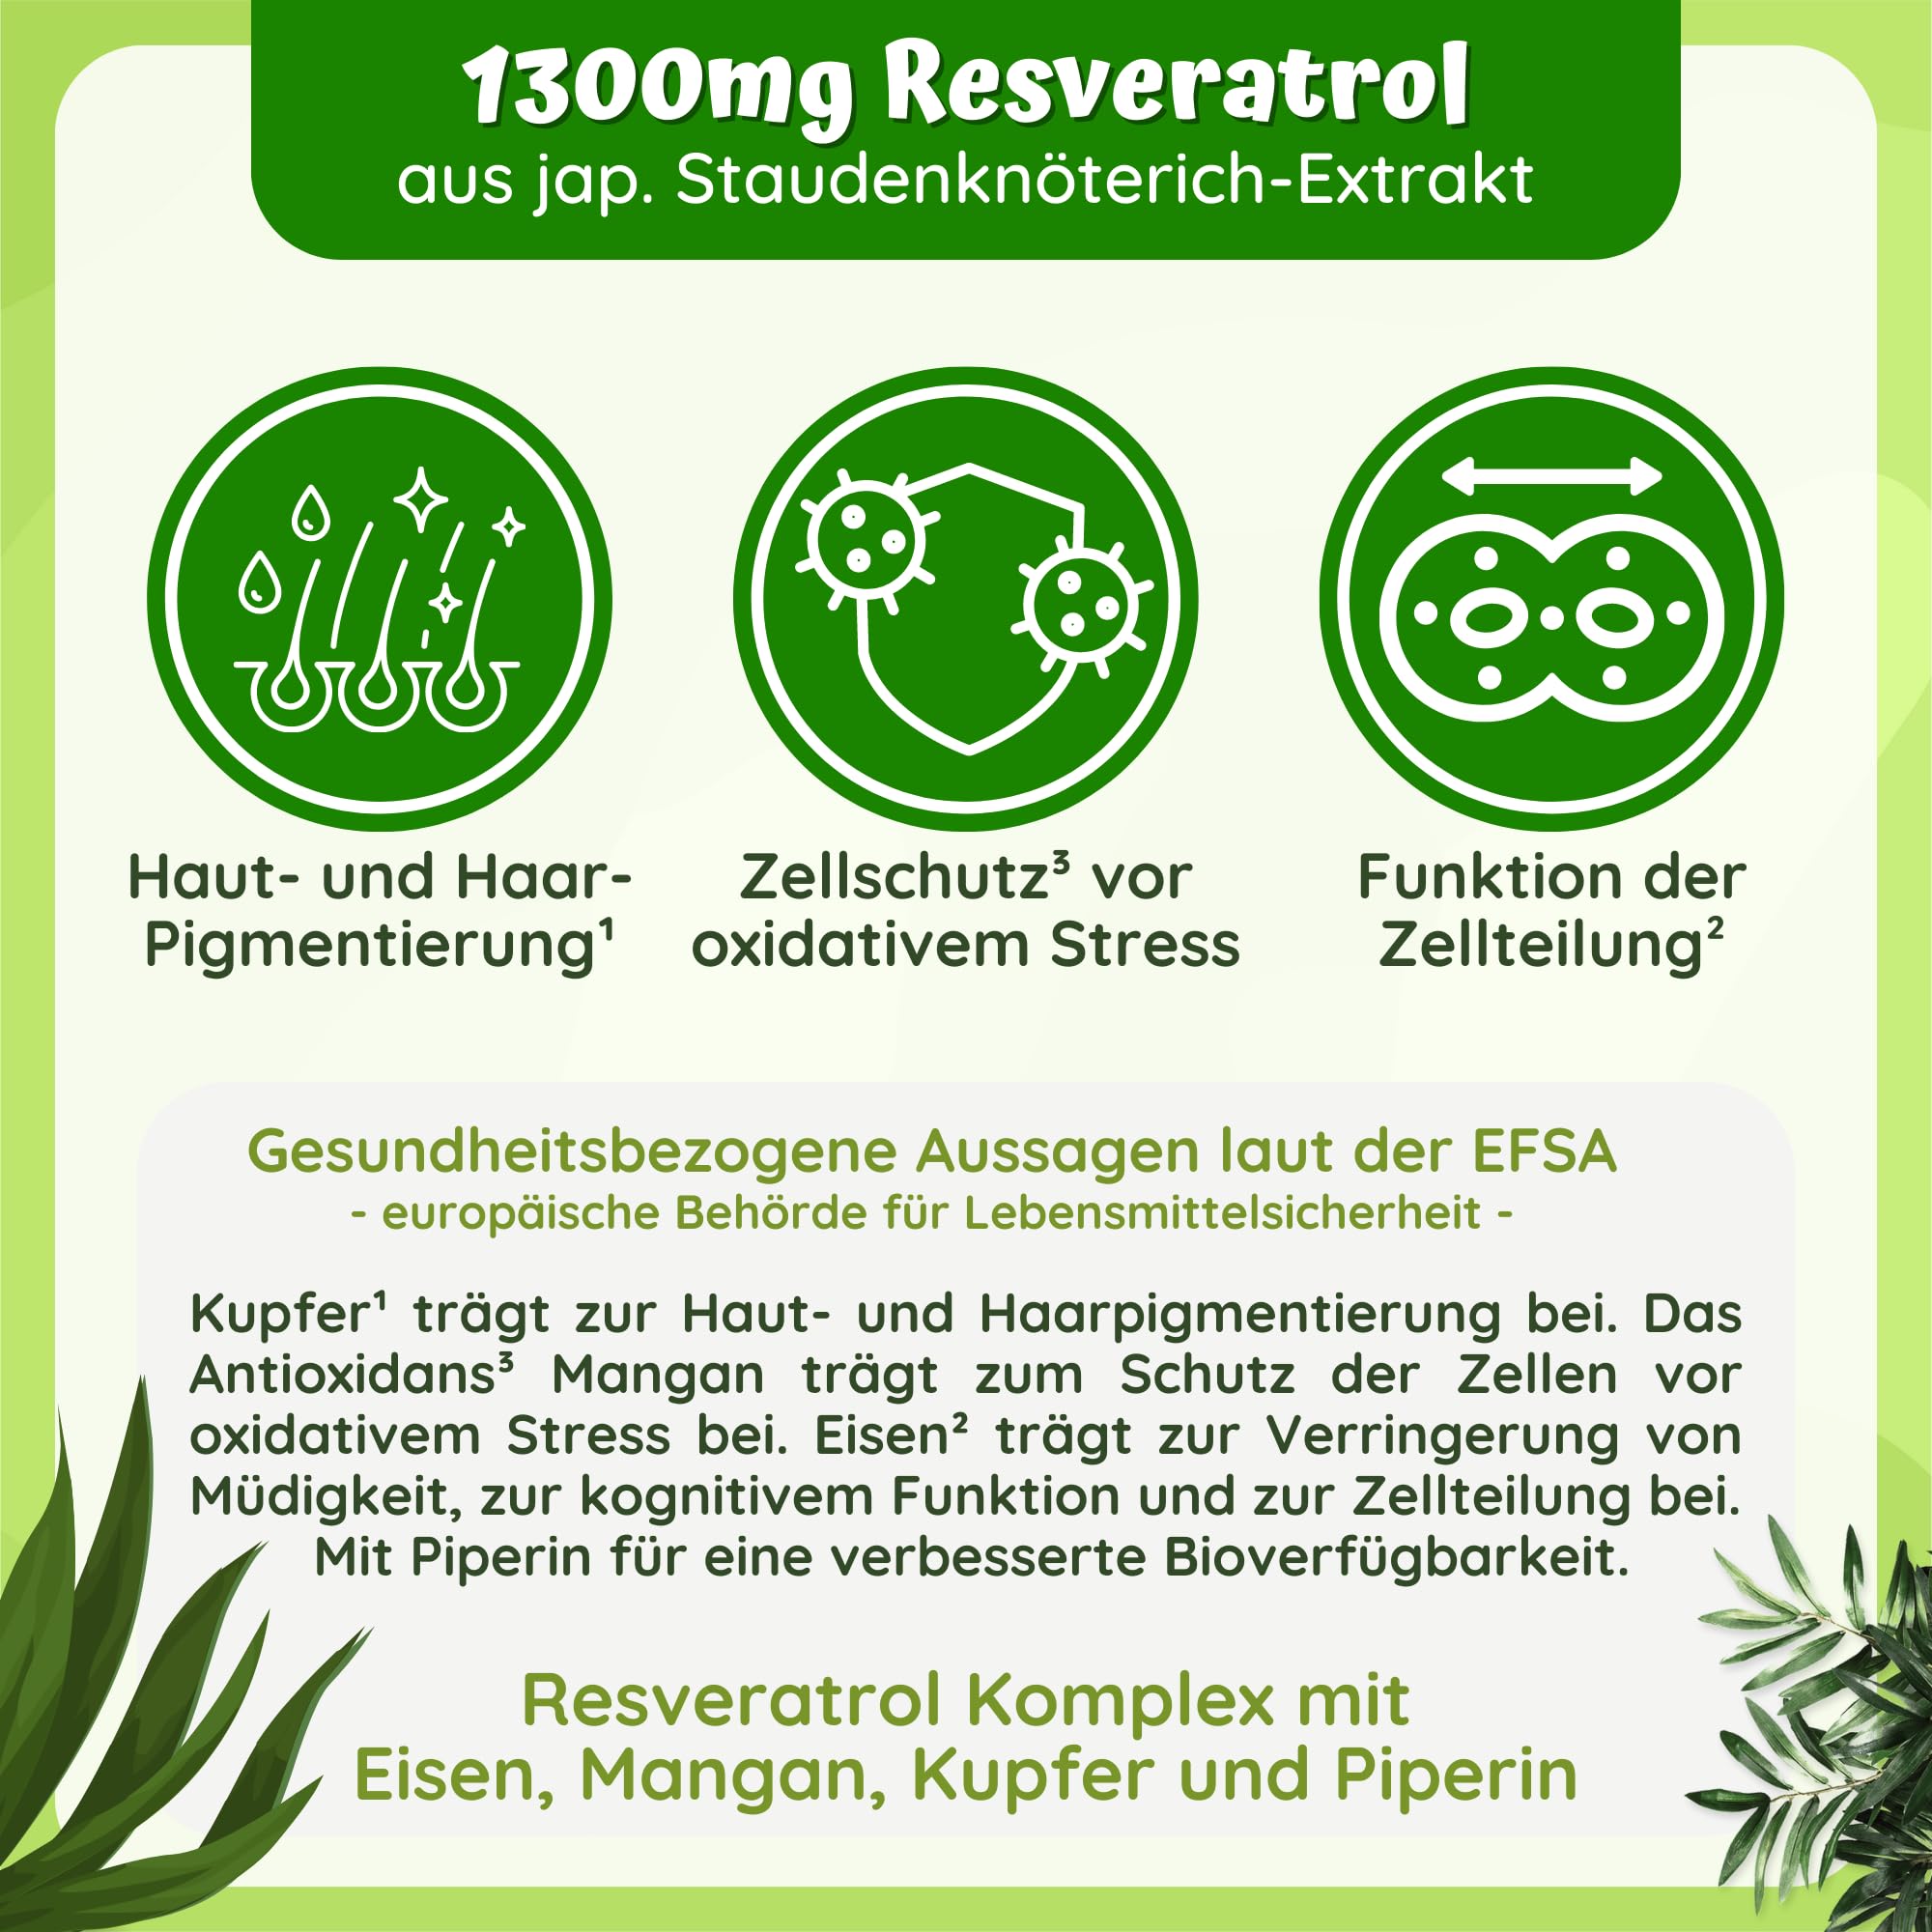 1300mg Resveratrol
aus jap. Staudenknöterich-Extrakt
Haut- und Haar-
Pigmentierung¹
Zellschutz³ vor
oxidativem Stress
Funktion der
Zellteilung²
Gesundheitsbezogene Aussagen laut der EFSA
- europäische Behörde für Lebensmittelsicherheit -
Kupfer¹ trägt zur Haut- und Haarpigmentierung bei. Das
Antioxidans³ Mangan trägt zum Schutz der Zellen vor
oxidativem Stress bei. Eisen² trägt zur Verringerung von
Müdigkeit, zur kognitivem Funktion und zur Zellteilung bei.
Mit Piperin für eine verbesserte Bioverfügbarkeit.
Resveratrol Komplex mit
Eisen, Mangan, Kupfer und Piperin